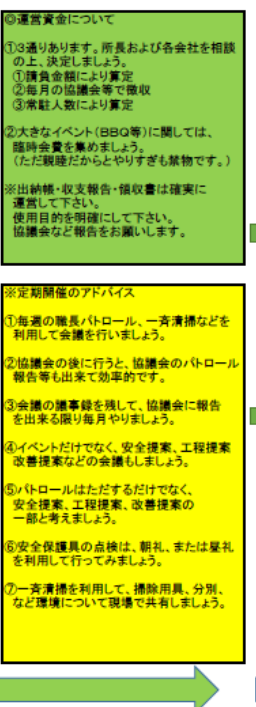 ◎運営資金について
①3通りあります。所長および各会社を相談
の上、決定しましょう。
①請負金額により算定
②毎月の協議会等で徴収
③常駐人数により算定
②大きなイベント(BBQ等)に関しては、
臨時会費を集めましょう。
(ただ親睦だからとやりすぎも禁物です。)
※出納帳・収支報告・領収書は確実に
運営して下さい。
使用目的を明確にして下さい。
協議会など報告をお願いします。
※定期開催のアドバイス
①毎週の職長パトロール、一斉清掃などを
利用して会議を行いましょう。
②協議会の後に行うと、協議会のパトロール
報告等も出来て効率的です。
③会議の議事録を残して、協議会に報告
を出来る限り毎月やりましょう。
④イベントだけでなく、安全提案、工程提案
改善提案などの会議もしましょう。
⑤パトロールはただするだけでなく、
安全提案、工程提案、改善提案の
一部と考えましょう。
⑥安全保護具の点検は、朝礼、または昼礼
を利用して行ってみましょう。
⑦一斉清掃を利用して、掃除用具、分別、
など環境について現場で共有しましょう。